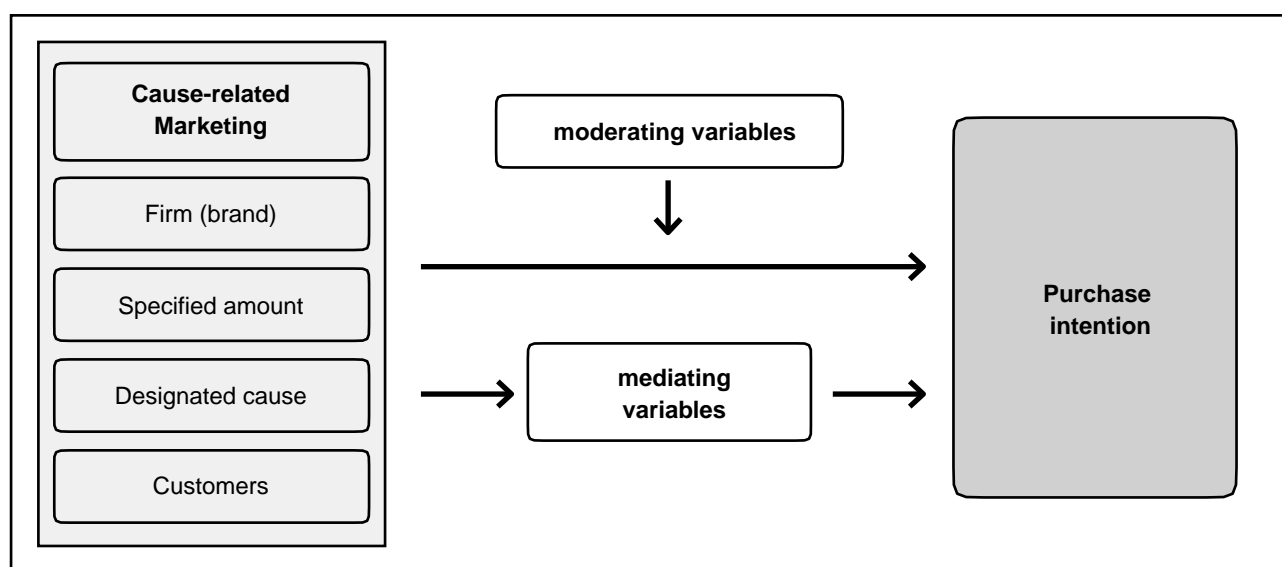 Cause-related
Marketing
Firm (brand)
Specified amount
Designated cause
Customers
moderating variables
mediating
variables
Purchase
intention